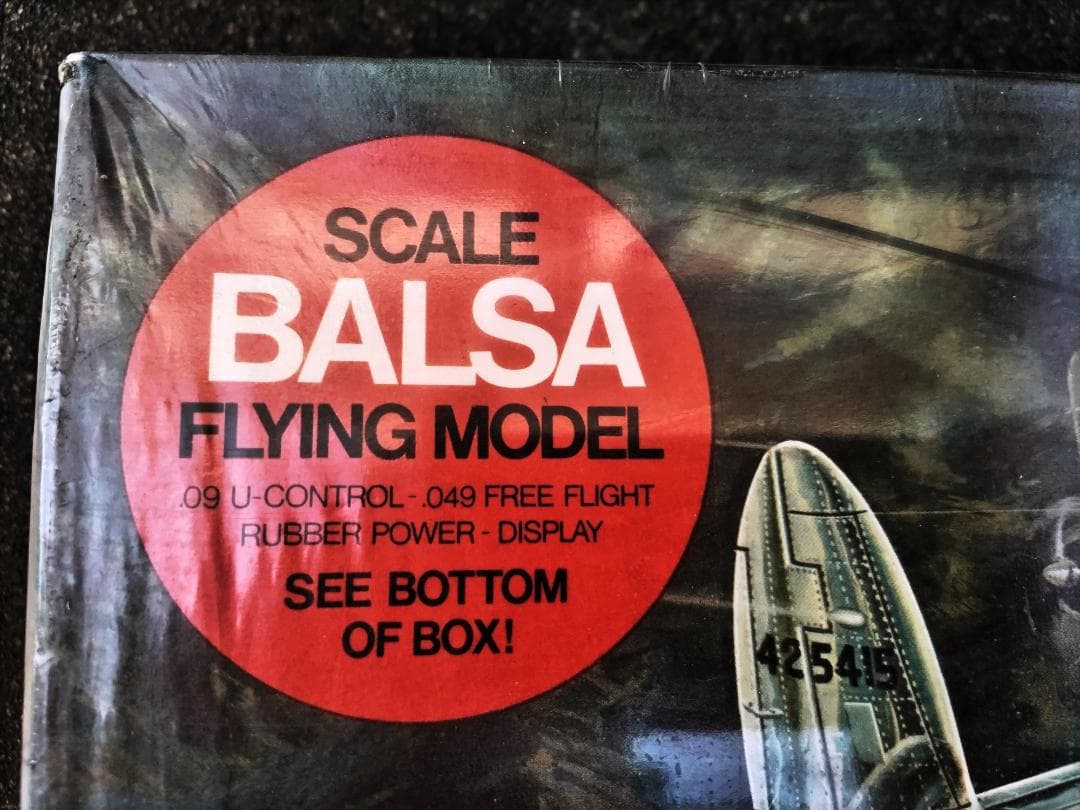 SCALE
BALSA
FLYING MODEL
.09 U-CONTROL - .049 FREE FLIGHT
RUBBER POWER - DISPLAY
SEE BOTTOM
OF BOX!
425415